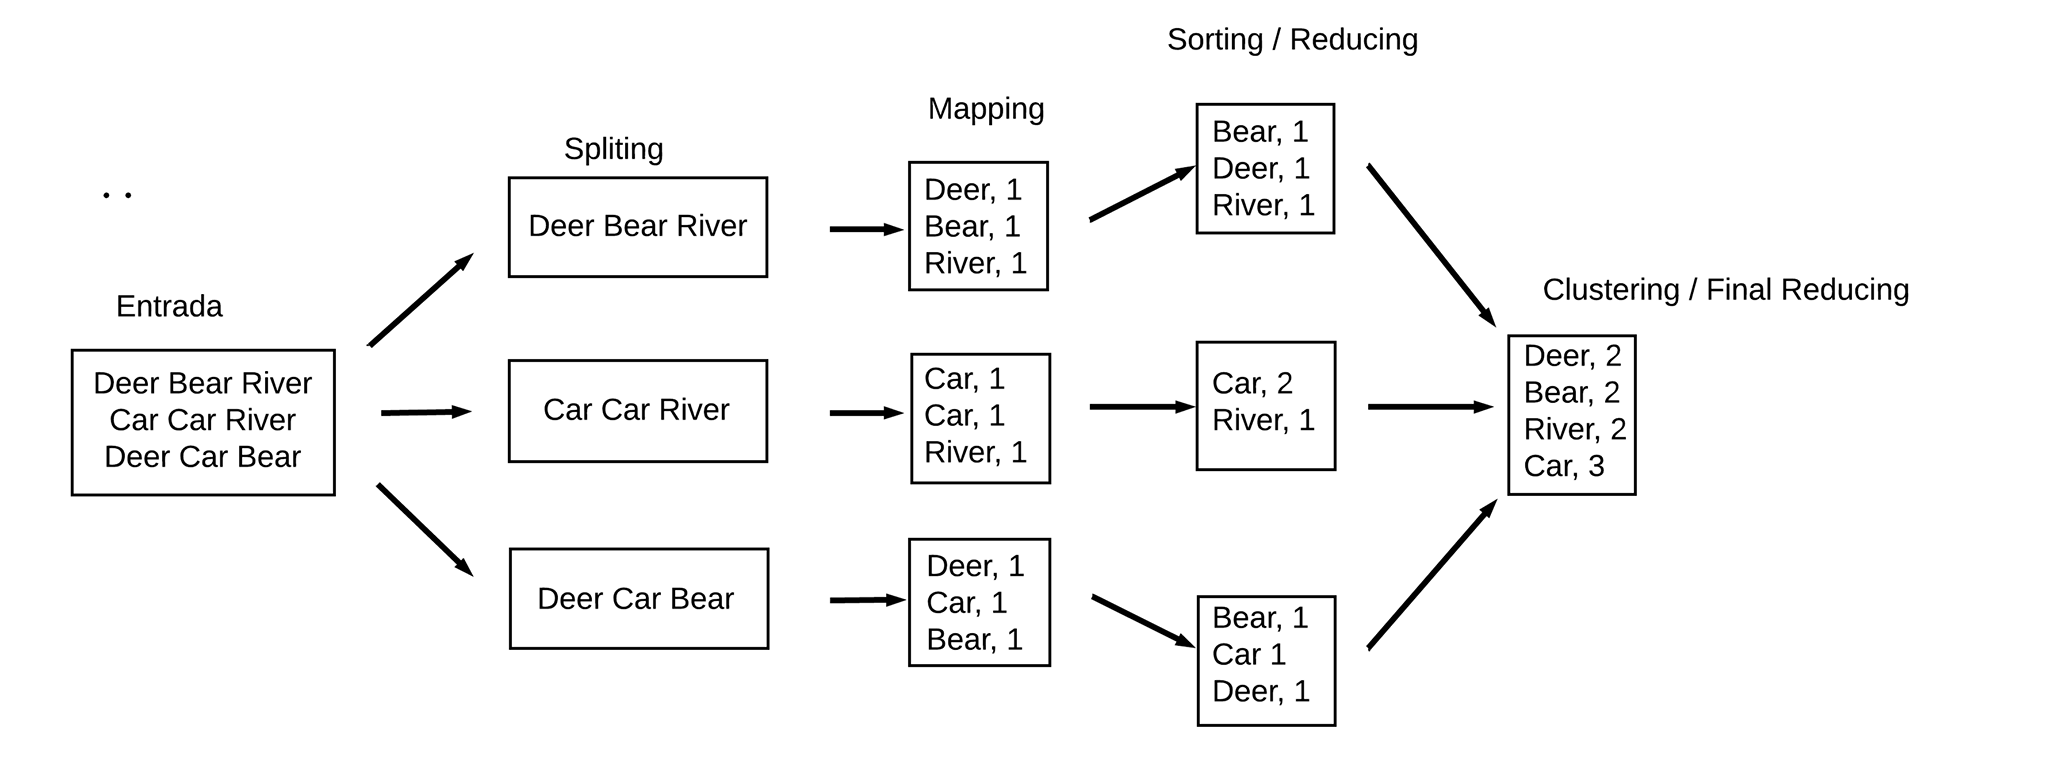 Sorting / Reducing
Mapping
Spliting
Entrada
Clustering / Final Reducing
Deer Bear River
Car Car River
Deer Car Bear
Deer Bear River
Car Car River
Deer Car Bear
Deer, 1
Bear, 1
River, 1
Car, 1
Car, 1
River, 1
Deer, 1
Car, 1
Bear, 1
Bear, 1
Deer, 1
River, 1
Car, 2
River, 1
Bear, 1
Car 1
Deer, 1
Deer, 2
Bear, 2
River, 2
Car, 3